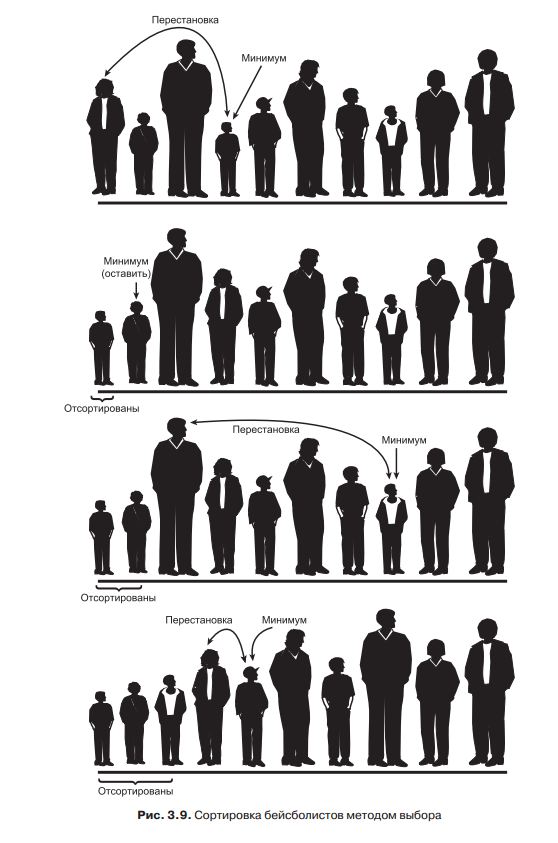 Перестановка
Минимум
Минимум
(оставить)
Отсортированы
Перестановка
Минимум
Отсортированы
Перестановка
Минимум
Отсортированы
Рис. 3.9. Сортировка бейсболистов методом выбора